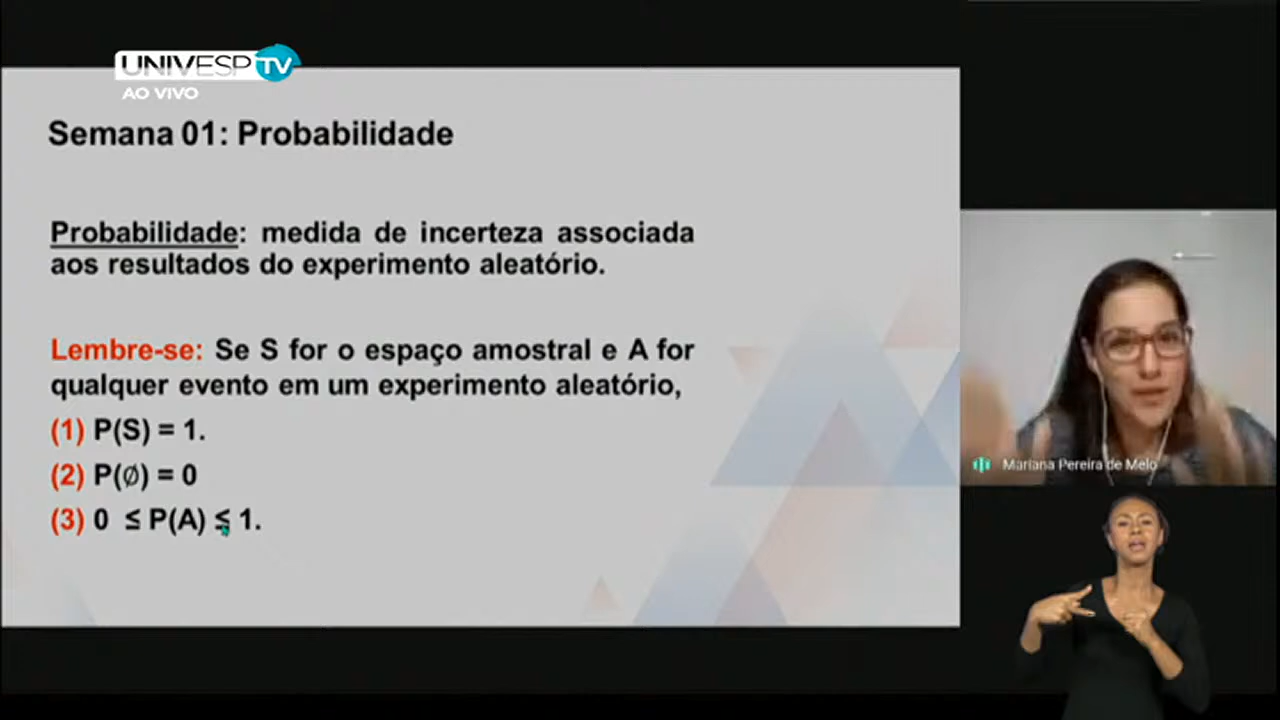 UNIVESP TV
AO VIVO
Semana 01: Probabilidade
Probabilidade: medida de incerteza associada
aos resultados do experimento aleatório.
Lembre-se: Se S for o espaço amostral e A for
qualquer evento em um experimento aleatório,
(1) P(S) = 1.
(2) P(∅) = 0
(3) 0 ≤ P(A) ≤ 1.
Mariana Pereira de Melo